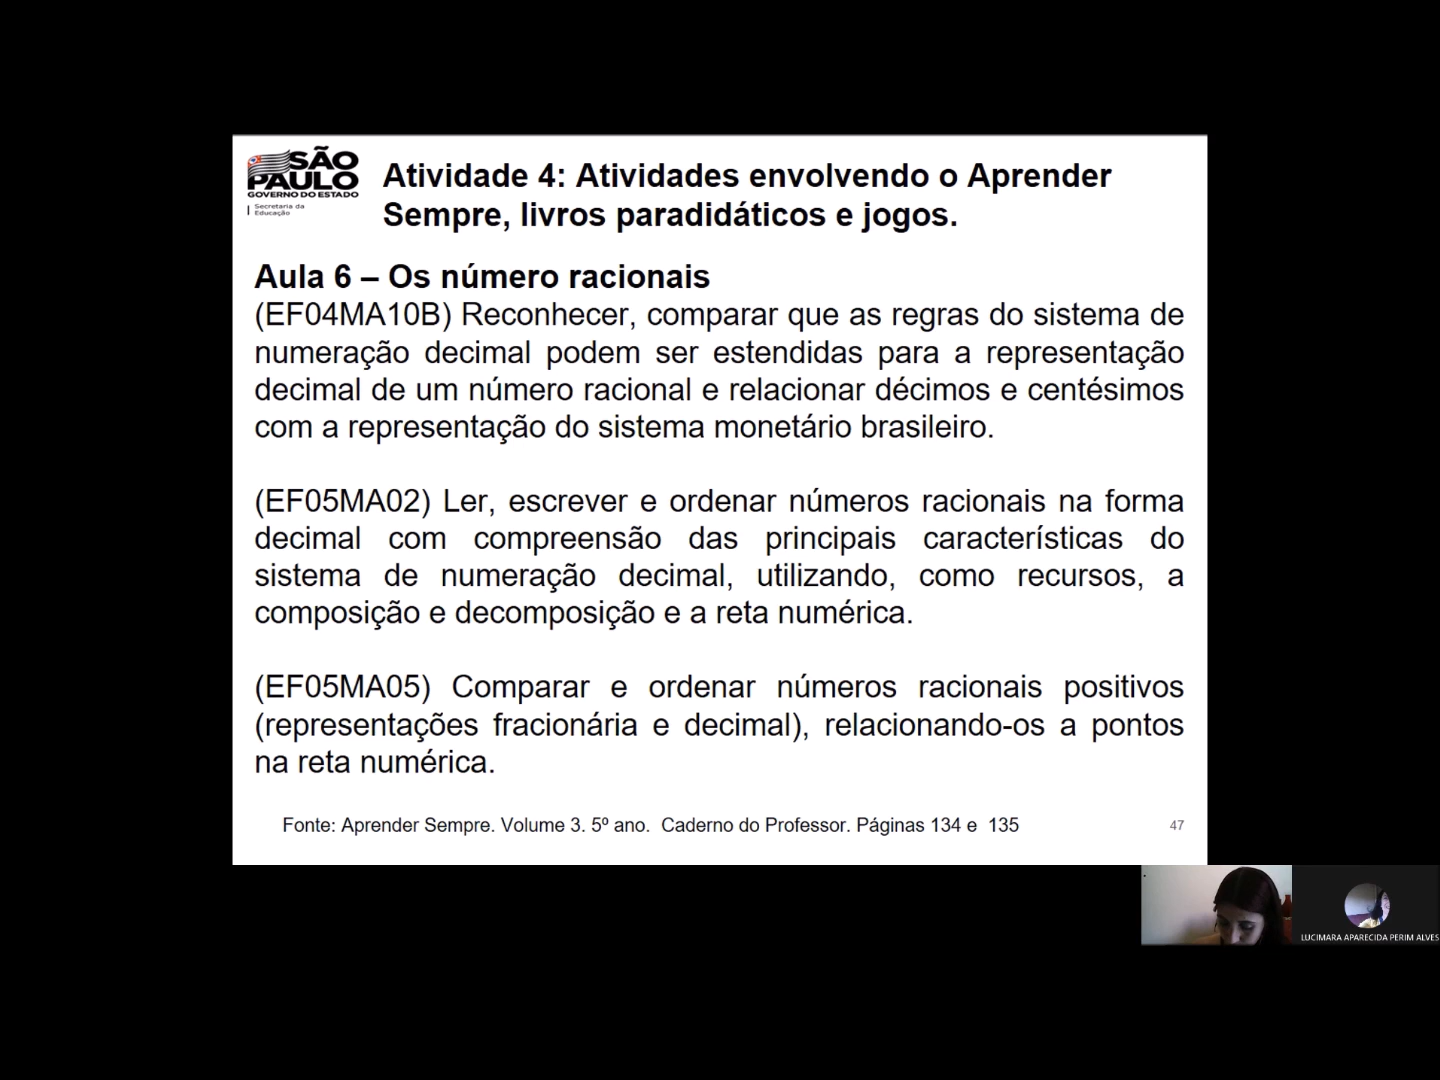 SÃO
PAULO
GOVERNO DO ESTADO
Secretaria da
Educação
Atividade 4: Atividades envolvendo o Aprender
Sempre, livros paradidáticos e jogos.
Aula 6 – Os número racionais
(EF04MA10B) Reconhecer, comparar que as regras do sistema de
numeração decimal podem ser estendidas para a representação
decimal de um número racional e relacionar décimos e centésimos
com a representação do sistema monetário brasileiro.
(EF05MA02) Ler, escrever e ordenar números racionais na forma
decimal com compreensão das principais características do
sistema de numeração decimal, utilizando, como recursos, a
composição e decomposição e a reta numérica.
(EF05MA05) Comparar e ordenar números racionais positivos
(representações fracionária e decimal), relacionando-os a pontos
na reta numérica.
Fonte: Aprender Sempre. Volume 3. 5º ano. Caderno do Professor. Páginas 134 e 135
47
LUCIMARA APARECIDA PERIM ALVES